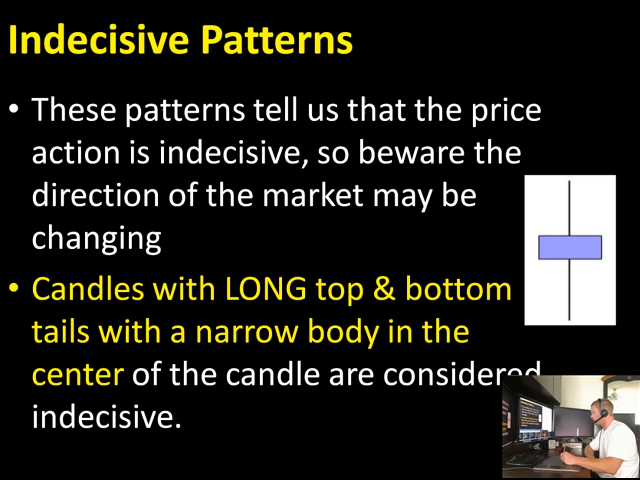 Indecisive Patterns
• These patterns tell us that the price
action is indecisive, so beware the
direction of the market may be
changing
• Candles with LONG top & bottom
tails with a narrow body in the
center of the candle are considered
indecisive.